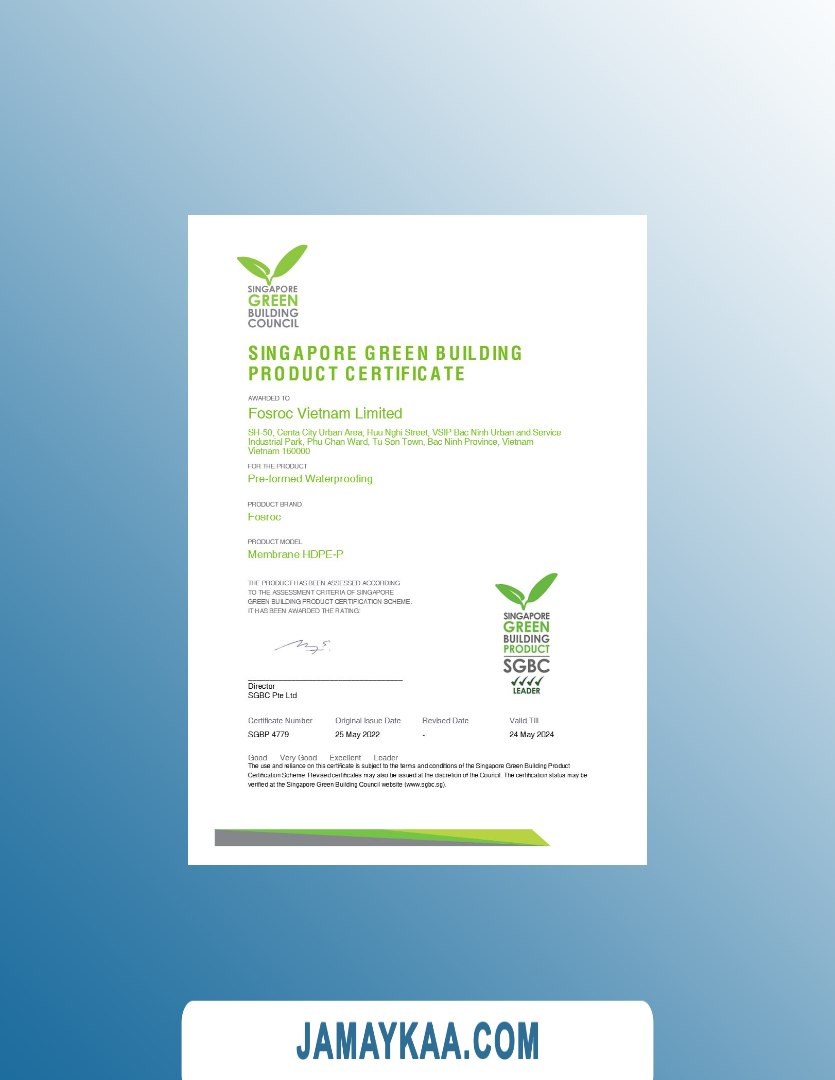 SINGAPORE
GREEN
BUILDING
COUNCIL
SINGAPORE GREEN BUILDING
PRODUCT CERTIFICATE
AWARDED TO
Fosroc Vietnam Limited
SH-50, Centa City Urban Area, Huu Nghi Street, VSIP Bac Ninh Urban and Service
Industrial Park, Phu Chan Ward, Tu Son Town, Bac Ninh Province, Vietnam
Vietnam 160000
FOR THE PRODUCT
Pre-formed Waterproofing
PRODUCT BRAND
Fosroc
PRODUCT MODEL
Membrane HDPE-P
THE PRODUCT HAS BEEN ASSESSED ACCORDING
TO THE ASSESSMENT CRITERIA OF SINGAPORE
GREEN BUILDING PRODUCT CERTIFICATION SCHEME.
IT HAS BEEN AWARDED THE RATING:
SINGAPORE
GREEN
BUILDING
PRODUCT
SGBC
LEADER
Director
SGBC Pte Ltd
Certificate Number Original Issue Date Revised Date Valid Till
SGBP 4779 25 May 2022 - 24 May 2024
Good Very Good Excellent Leader
The use and reliance on this certificate is subject to the terms and conditions of the Singapore Green Building Product
Certification Scheme. Revised certificates may also be issued at the discretion of the Council. The certification status may be
verified at the Singapore Green Building Council website (www.sgbc.sg).
JAMAYKAA.COM